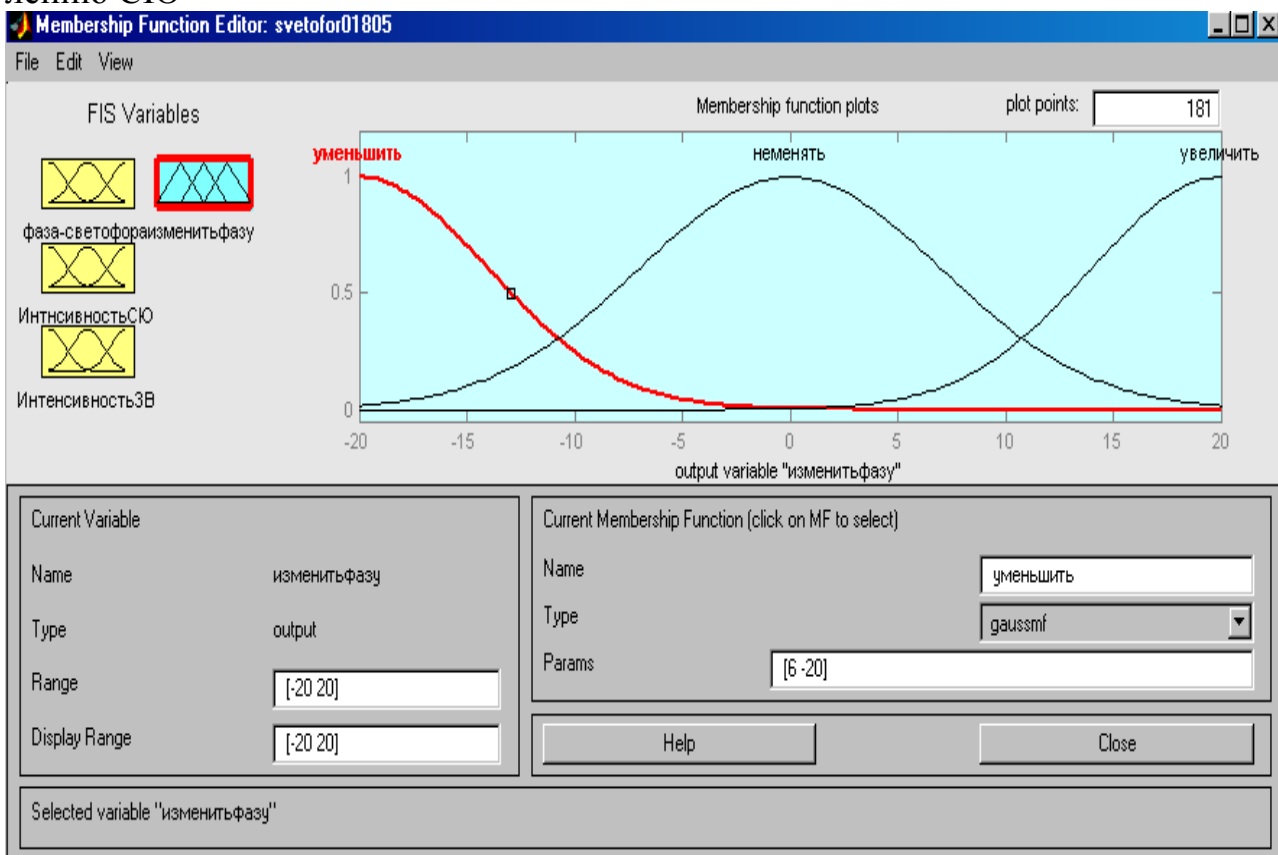 лению СЮ
Membership Function Editor: svetofor01805
File Edit View
FIS Variables
Membership function plots
plot points: 181
уменьшить неменять увеличить
фаза-светофораизменитьфазу
ИнтнсивностьСЮ
ИнтенсивностьЗВ
1
0.5
0
-20 -15 -10 -5 0 5 10 15 20
output variable "изменитьфазу"
Current Variable
Name изменитьфазу
Type output
Range [-20 20]
Display Range [-20 20]
Current Membership Function (click on MF to select)
Name уменьшить
Type gaussmf
Params [6 -20]
Help Close
Selected variable "изменитьфазу"